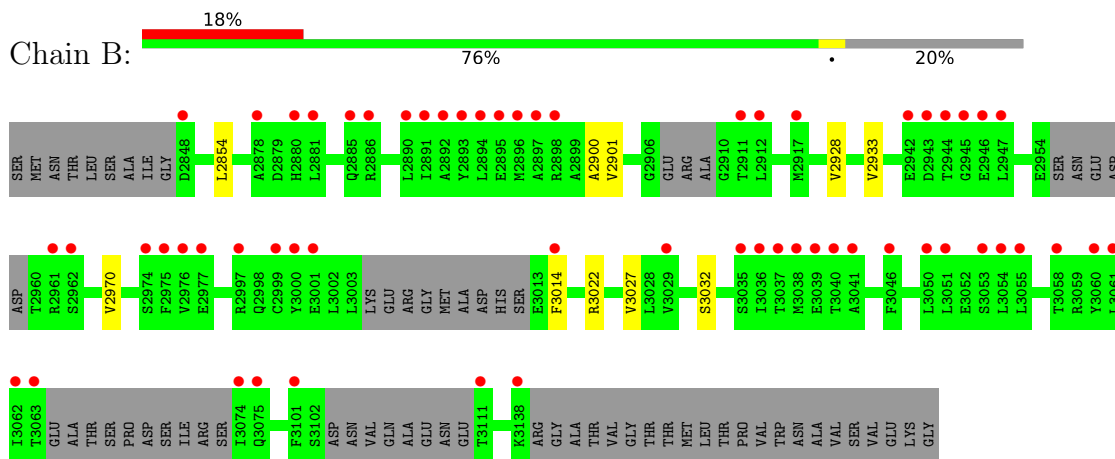 18%
Chain B:
76% • 20%
SER MET ASN THR LEU SER ALA ILE GLY D2848 L2854 A2878 D2879 H2880 L2881 Q2885 R2886 L2890 I2891 A2892 Y2893 L2894 E2895 M2896 A2897 R2898 A2899 A2900 V2901 G2906 GLU ARG ALA G2910 T2911 L2912 M2917 V2928 V2933 E2942 D2943 T2944 G2945 E2946 L2947 E2954 SER ASN GLU ASP
ASP T2960 R2961 S2962 V2970 S2974 F2975 V2976 E2977 R2997 Q2998 C2999 Y3000 E3001 L3002 L3003 LYS GLU ARG GLY MET ALA ASP HIS SER E3013 F3014 R3022 V3027 L3028 V3029 S3032 S3035 I3036 T3037 M3038 E3039 T3040 A3041 F3046 L3050 L3051 E3052 S3053 L3054 L3055 T3058 R3059 Y3060 L3061
I3062 T3063 GLU ALA THR SER PRO ASP SER ILE ARG SER I3074 Q3075 F3101 S3102 ASP ASN VAL GLN ALA GLU ASN GLU T3111 K3138 ARG GLY ALA THR VAL GLY THR THR MET LEU THR PRO VAL TRP ASN ALA VAL SER VAL GLU LYS GLY